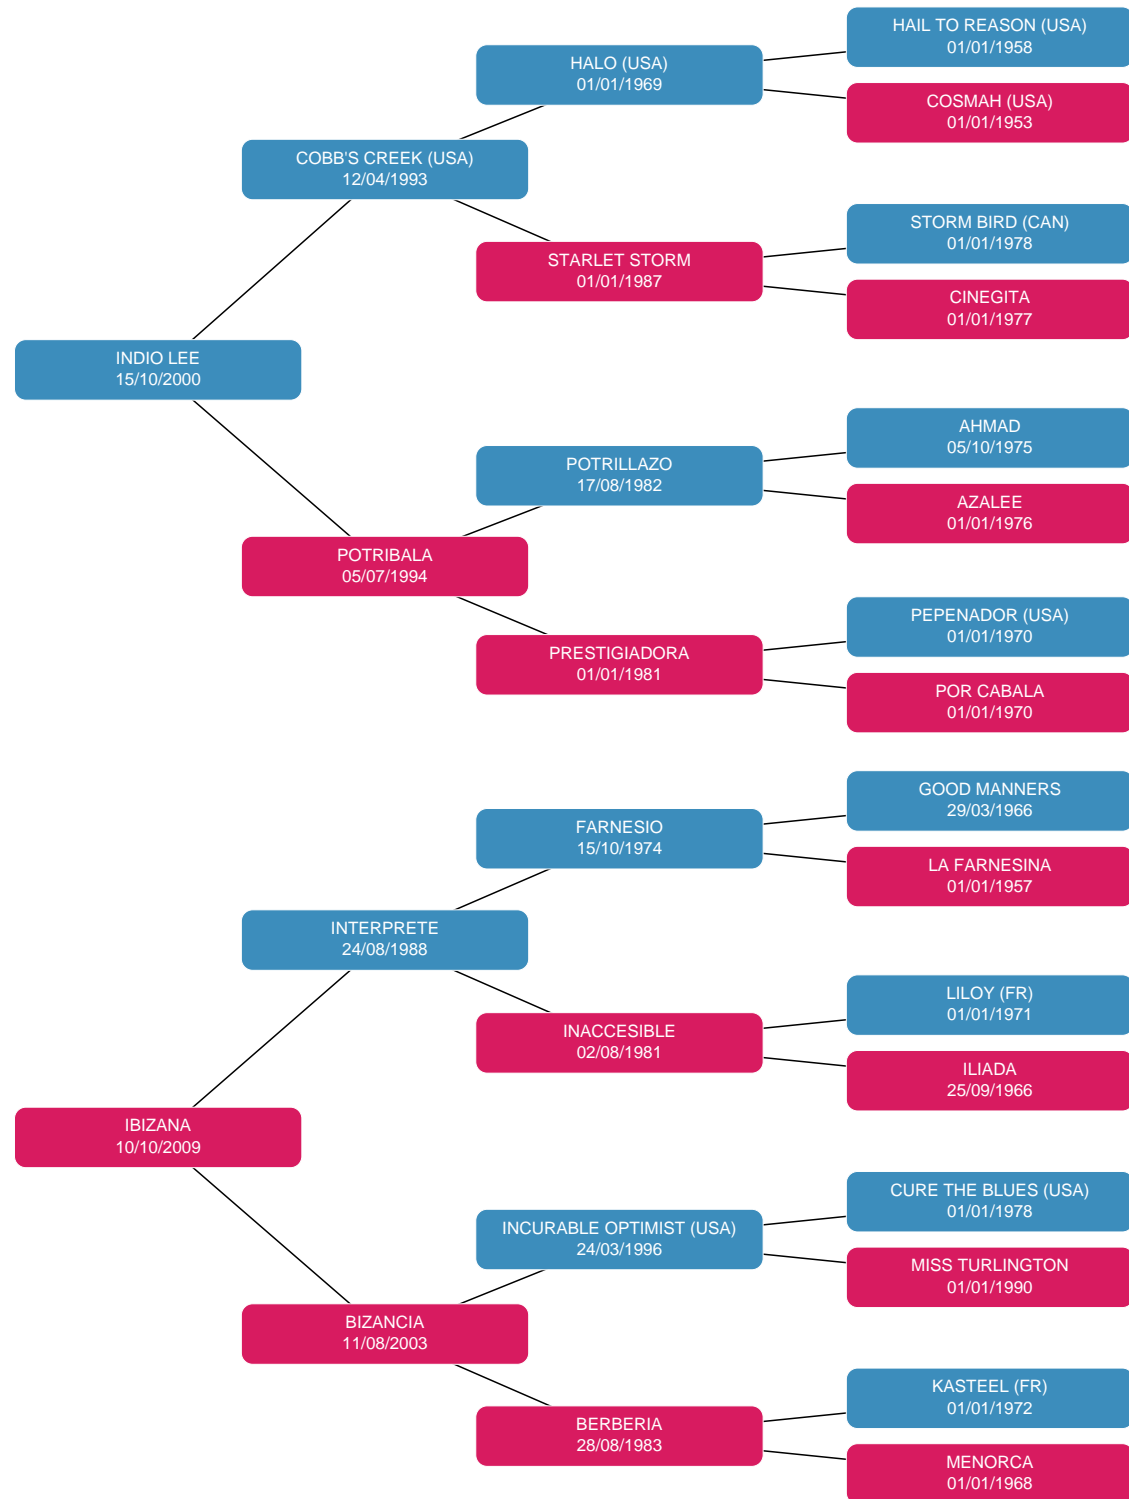 HAIL TO REASON (USA)
01/01/1958
HALO (USA)
01/01/1969
COSMAH (USA)
01/01/1953
COBB'S CREEK (USA)
12/04/1993
STORM BIRD (CAN)
01/01/1978
STARLET STORM
01/01/1987
CINEGITA
01/01/1977
INDIO LEE
15/10/2000
AHMAD
05/10/1975
POTRILLAZO
17/08/1982
AZALEE
01/01/1976
POTRIBALA
05/07/1994
PEPENADOR (USA)
01/01/1970
PRESTIGIADORA
01/01/1981
POR CABALA
01/01/1970
GOOD MANNERS
29/03/1966
FARNESIO
15/10/1974
LA FARNESINA
01/01/1957
INTERPRETE
24/08/1988
LILOY (FR)
01/01/1971
INACCESIBLE
02/08/1981
ILIADA
25/09/1966
IBIZANA
10/10/2009
CURE THE BLUES (USA)
01/01/1978
INCURABLE OPTIMIST (USA)
24/03/1996
MISS TURLINGTON
01/01/1990
BIZANCIA
11/08/2003
KASTEEL (FR)
01/01/1972
BERBERIA
28/08/1983
MENORCA
01/01/1968